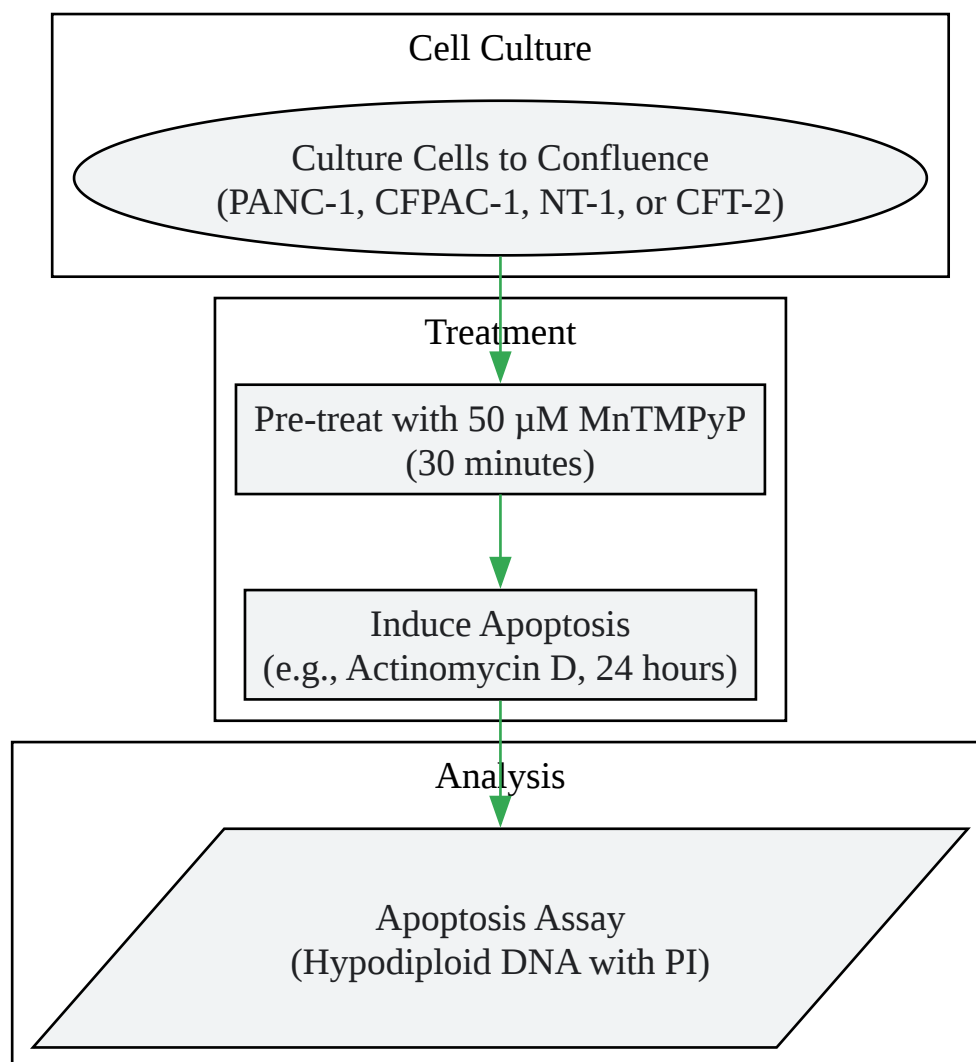 Cell Culture
Culture Cells to Confluence
(PANC-1, CFPAC-1, NT-1, or CFT-2)
Treatment
Pre-treat with 50 µM MnTMPyP
(30 minutes)
Induce Apoptosis
(e.g., Actinomycin D, 24 hours)
Analysis
Apoptosis Assay
(Hypodiploid DNA with PI)